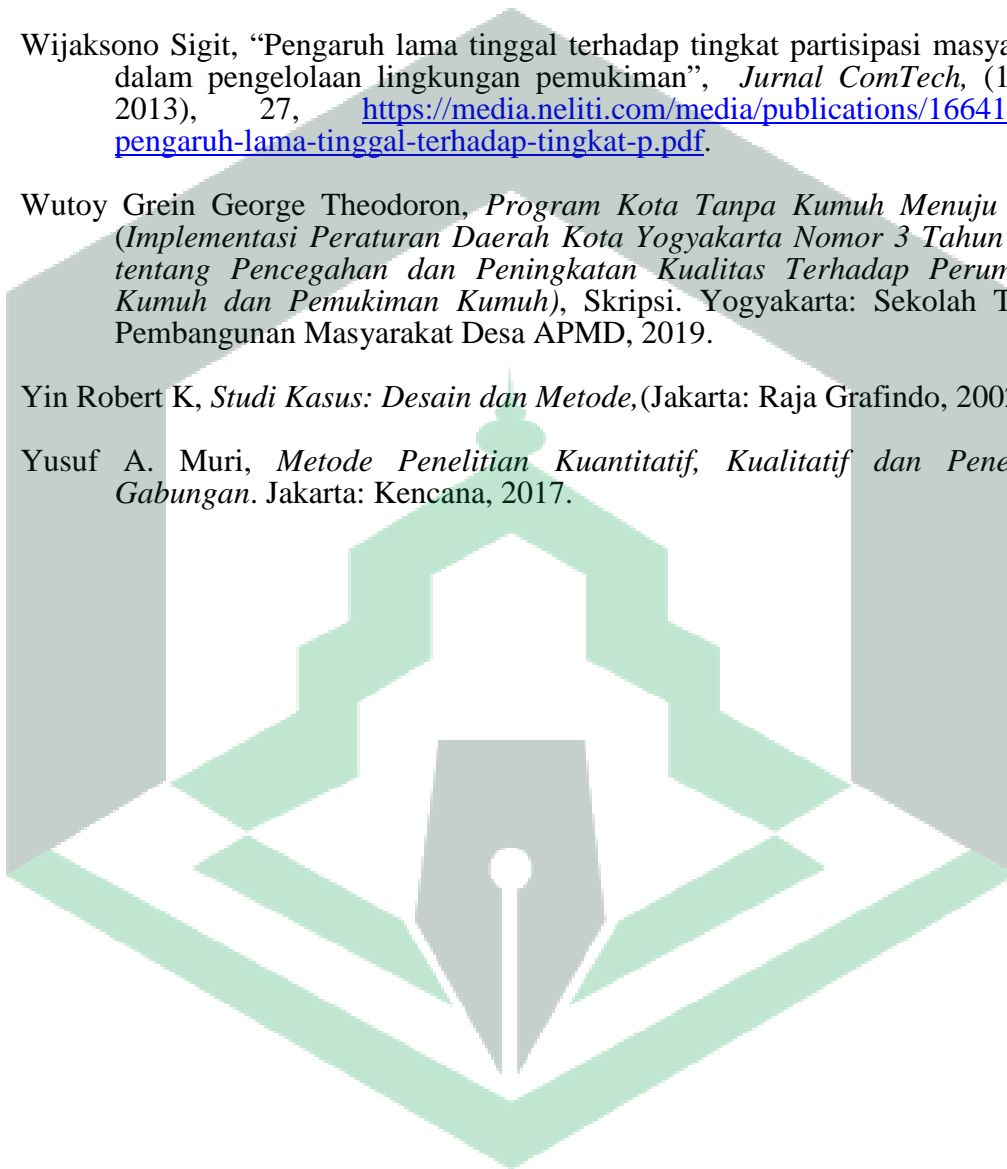 Wijaksono Sigit, “Pengaruh lama tinggal terhadap tingkat partisipasi
dalam pengelolaan lingkungan pemukiman”, Jurnal ComTech, (1
2013), 27, https://media.neliti.com/media/publications/16641
pengaruh-lama-tinggal-terhadap-tingkat-p.pdf.
Wutoy Grein George Theodoron, Program Kota Tanpa Kumuh Menuju
(Implementasi Peraturan Daerah Kota Yogyakarta Nomor 3 Tahun
tentang Pencegahan dan Peningkatan Kualitas Terhadap
Kumuh dan Pemukiman Kumuh), Skripsi. Yogyakarta: Sekolah
Pembangunan Masyarakat Desa APMD, 2019.
Yin Robert K, Studi Kasus: Desain dan Metode,(Jakarta: Raja Grafindo,
Yusuf A. Muri, Metode Penelitian Kuantitatif, Kualitatif dan
Gabungan. Jakarta: Kencana, 2017.